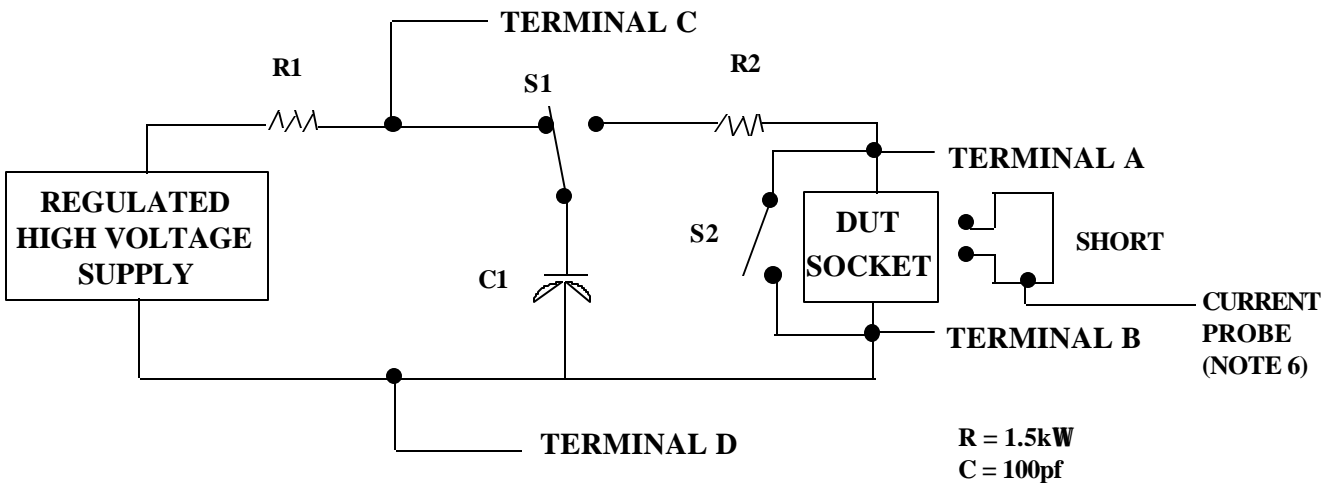 TERMINAL C
R1
S1
R2
TERMINAL A
REGULATED
HIGH VOLTAGE
SUPPLY
S2
DUT
SOCKET
SHORT
C1
CURRENT
PROBE
(NOTE 6)
TERMINAL B
TERMINAL D
R = 1.5kW
C = 100pf